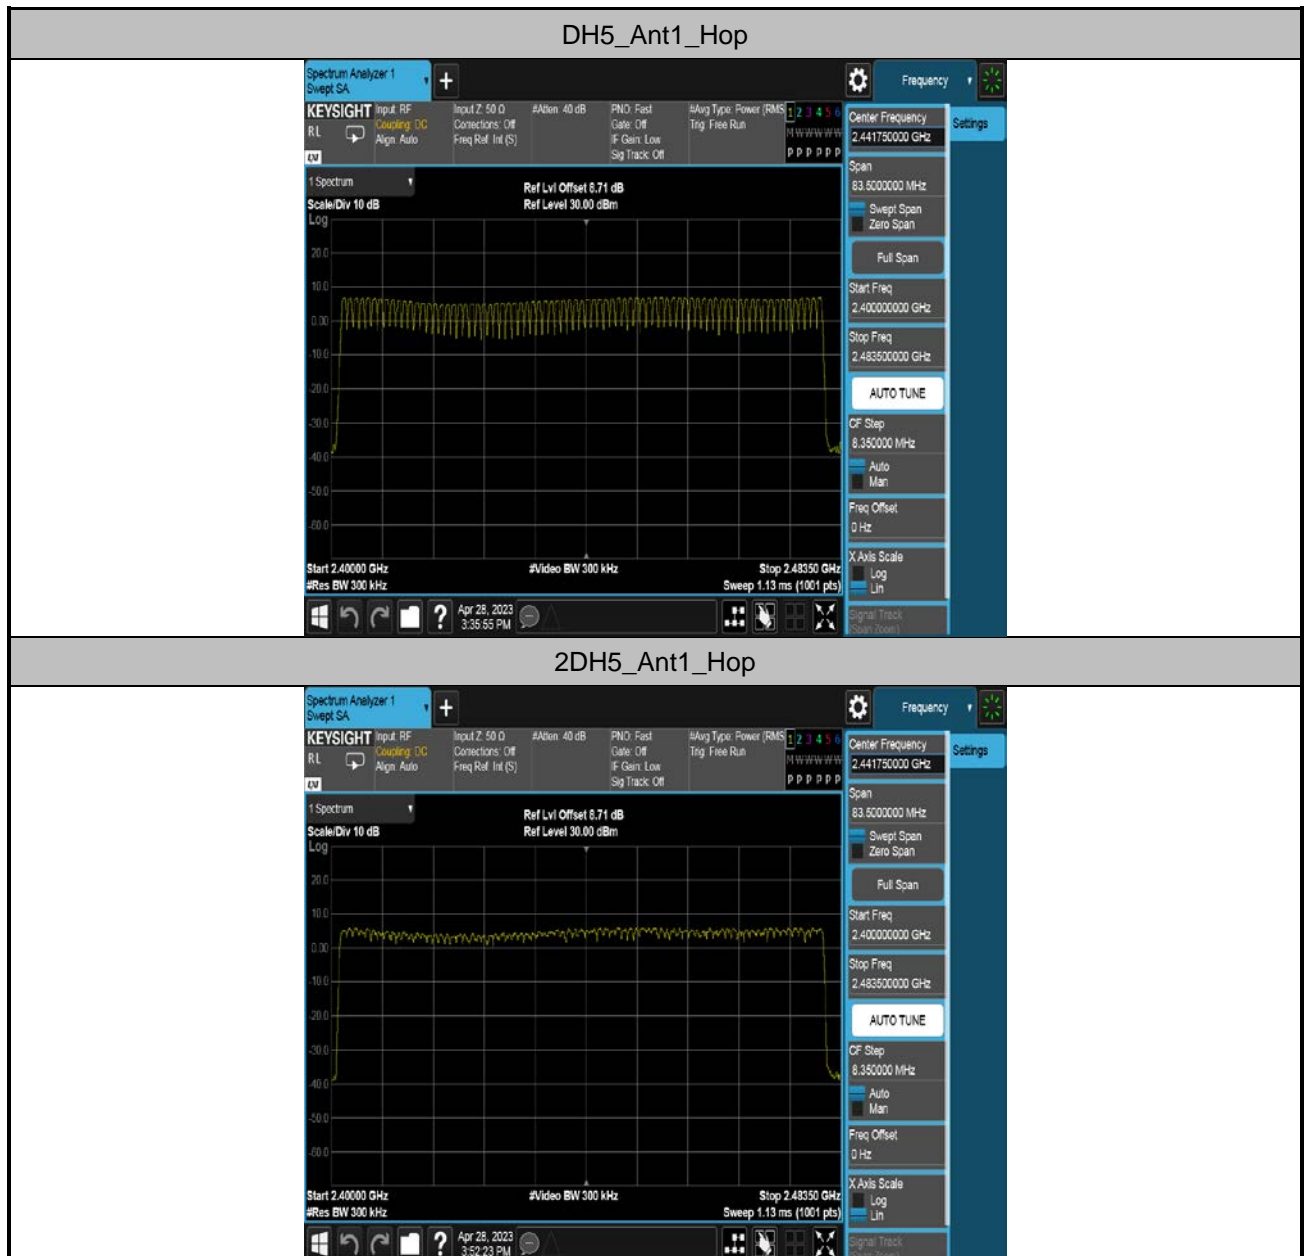 DH5_Ant1_Hop
Spectrum Analyzer 1
Swept SA
Frequency
KEYSIGHT
RL
Input: RF
Coupling: DC
Align: Auto
Input Z: 50 Ω
Corrections: Off
Freq Ref: Int (S)
#Atten: 40 dB
PNO: Fast
Gate: Off
IF Gain: Low
Sig Track: Off
#Avg Type: Power (RMS
Trig: Free Run
1 2 3 4 5 6
M W W W W W
P P P P P P
1 Spectrum
Scale/Div 10 dB
Ref Lvl Offset 8.71 dB
Ref Level 30.00 dBm
Log
20.0
10.0
0.00
-10.0
-20.0
-30.0
-40.0
-50.0
-60.0
Start 2.40000 GHz
#Res BW 300 kHz
#Video BW 300 kHz
Stop 2.48350 GHz
Sweep 1.13 ms (1001 pts)
Apr 28, 2023
3:35:55 PM
Center Frequency
2.441750000 GHz
Settings
Span
83.5000000 MHz
Swept Span
Zero Span
Full Span
Start Freq
2.400000000 GHz
Stop Freq
2.483500000 GHz
AUTO TUNE
CF Step
8.350000 MHz
Auto
Man
Freq Offset
0 Hz
X Axis Scale
Log
Lin
Signal Track
(Span Zoom)
2DH5_Ant1_Hop
Spectrum Analyzer 1
Swept SA
Frequency
KEYSIGHT
RL
Input: RF
Coupling: DC
Align: Auto
Input Z: 50 Ω
Corrections: Off
Freq Ref: Int (S)
#Atten: 40 dB
PNO: Fast
Gate: Off
IF Gain: Low
Sig Track: Off
#Avg Type: Power (RMS
Trig: Free Run
1 2 3 4 5 6
M W W W W W
P P P P P P
1 Spectrum
Scale/Div 10 dB
Ref Lvl Offset 8.71 dB
Ref Level 30.00 dBm
Log
20.0
10.0
0.00
-10.0
-20.0
-30.0
-40.0
-50.0
-60.0
Start 2.40000 GHz
#Res BW 300 kHz
#Video BW 300 kHz
Stop 2.48350 GHz
Sweep 1.13 ms (1001 pts)
Apr 28, 2023
3:52:23 PM
Center Frequency
2.441750000 GHz
Settings
Span
83.5000000 MHz
Swept Span
Zero Span
Full Span
Start Freq
2.400000000 GHz
Stop Freq
2.483500000 GHz
AUTO TUNE
CF Step
8.350000 MHz
Auto
Man
Freq Offset
0 Hz
X Axis Scale
Log
Lin
Signal Track